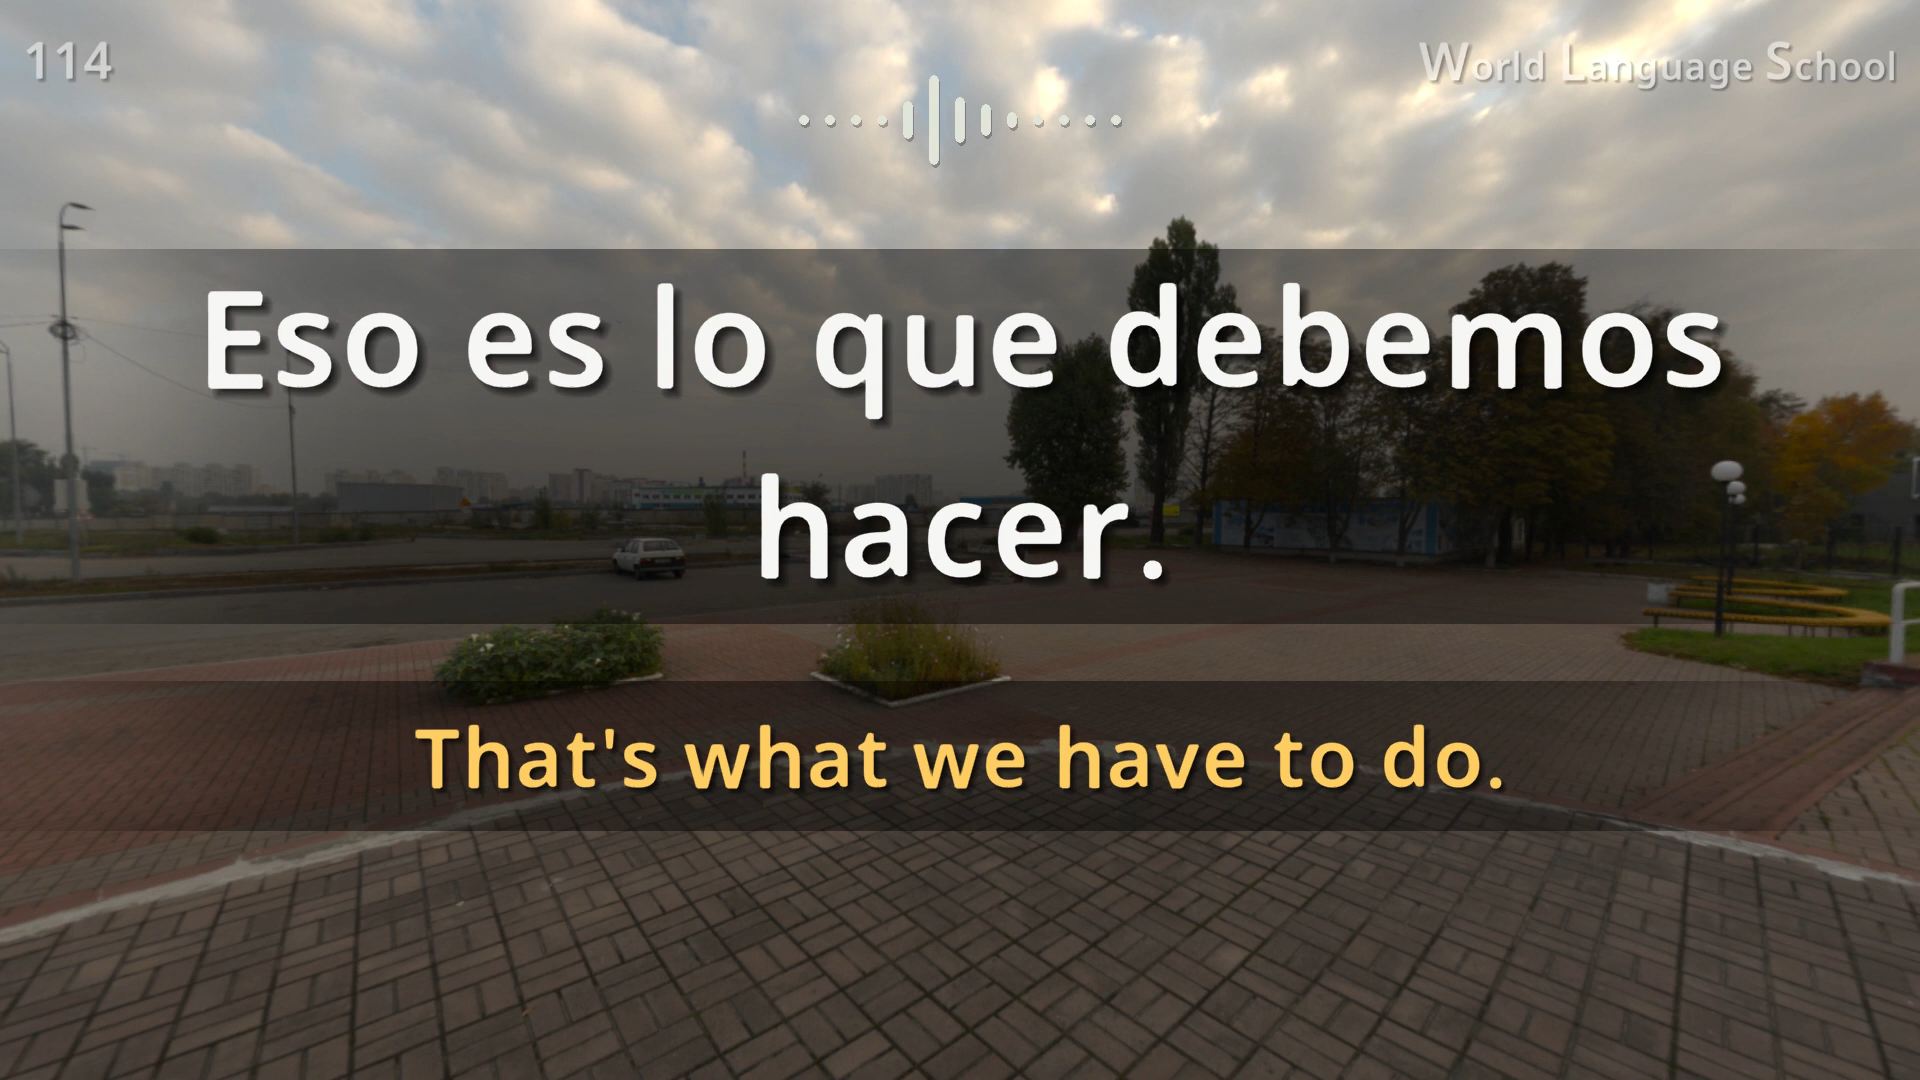 114
World Language School
Eso es lo que debemos
hacer.
That's what we have to do.